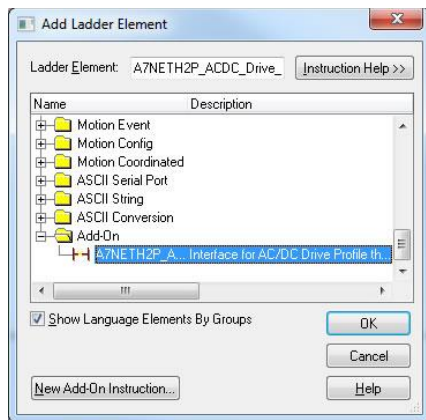 Add Ladder Element
Ladder Element: A7NETH2P_ACDC_Drive_ Instruction Help >>
Name Description
Motion Event
Motion Config
Motion Coordinated
ASCII Serial Port
ASCII String
ASCII Conversion
Add-On
A7NETH2P_A... Interface for AC/DC Drive Profile th...
Show Language Elements By Groups
OK
Cancel
New Add-On Instruction...
Help